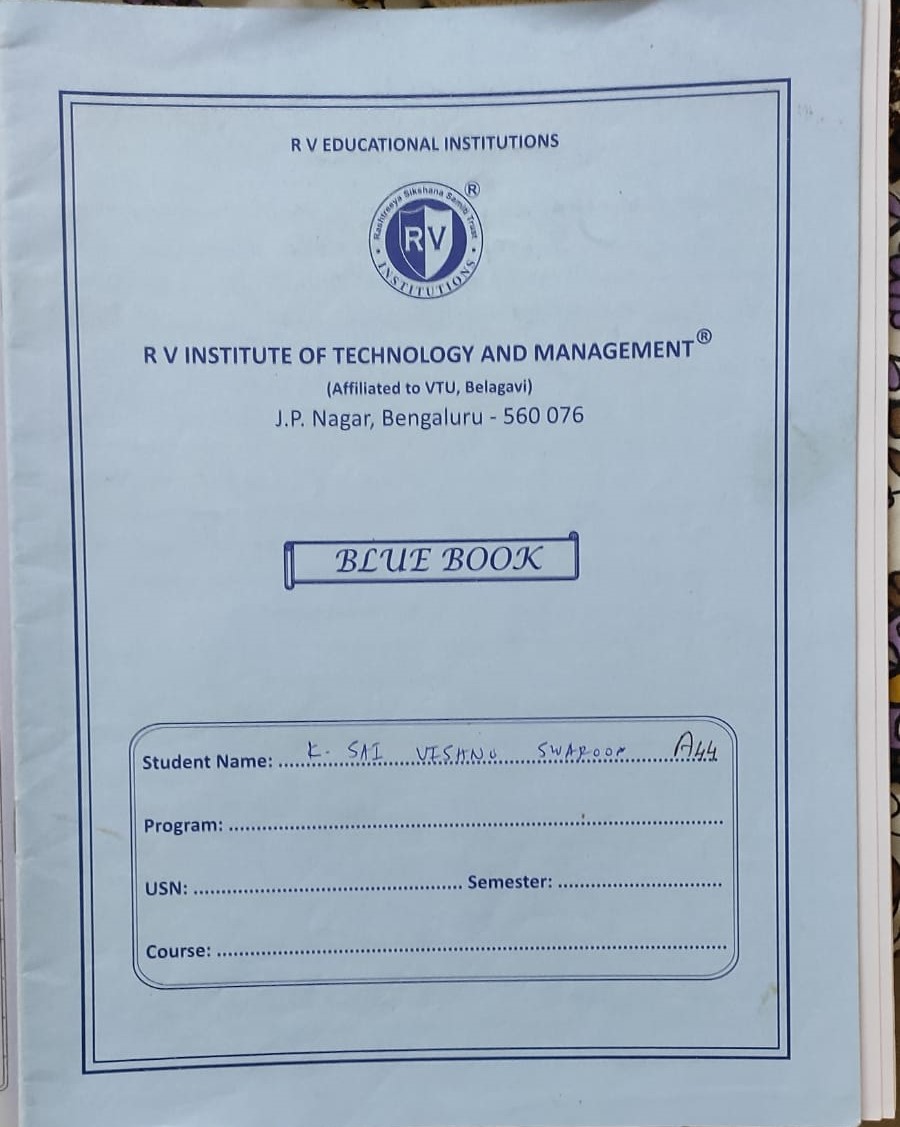 R V EDUCATIONAL INSTITUTIONS
Rashtreeya Sikshana Samithi Trust ®
RV
INSTITUTIONS
R V INSTITUTE OF TECHNOLOGY AND MANAGEMENT®
(Affiliated to VTU, Belagavi)
J.P. Nagar, Bengaluru - 560 076
BLUE BOOK
Student Name: K. SAI VISHNU SWAROOP A44
Program:
USN: Semester:
Course: